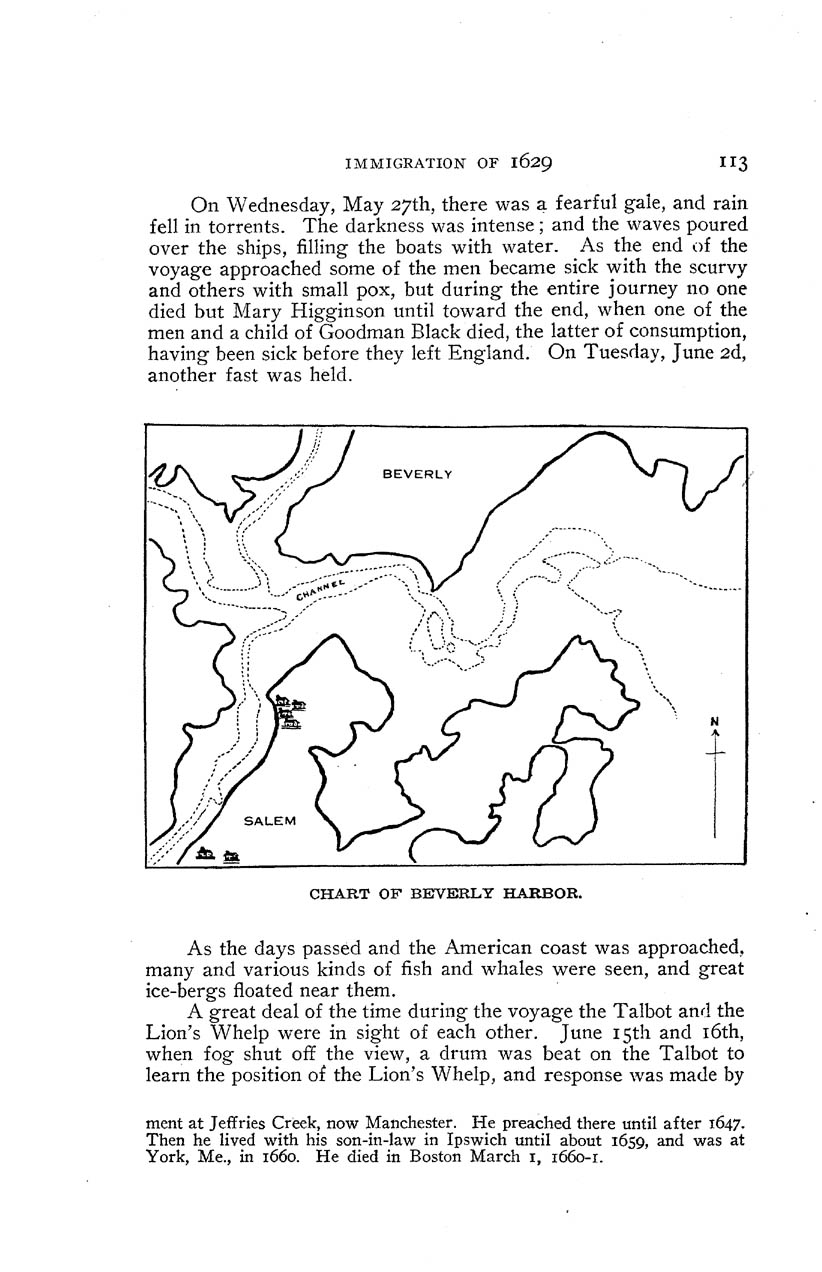 IMMIGRATION OF 1629 113
On Wednesday, May 27th, there was a fearful gale, and rain
fell in torrents. The darkness was intense; and the waves poured
over the ships, filling the boats with water. As the end of the
voyage approached some of the men became sick with the scurvy
and others with small pox, but during the entire journey no one
died but Mary Higginson until toward the end, when one of the
men and a child of Goodman Black died, the latter of consumption,
having been sick before they left England. On Tuesday, June 2d,
another fast was held.
BEVERLY
CHANNEL
N
SALEM
CHART OF BEVERLY HARBOR.
As the days passed and the American coast was approached,
many and various kinds of fish and whales were seen, and great
ice-bergs floated near them.
A great deal of the time during the voyage the Talbot and the
Lion's Whelp were in sight of each other. June 15th and 16th,
when fog shut off the view, a drum was beat on the Talbot to
learn the position of the Lion's Whelp, and response was made by
ment at Jeffries Creek, now Manchester. He preached there until after 1647.
Then he lived with his son-in-law in Ipswich until about 1659, and was at
York, Me., in 1660. He died in Boston March 1, 1660-1.